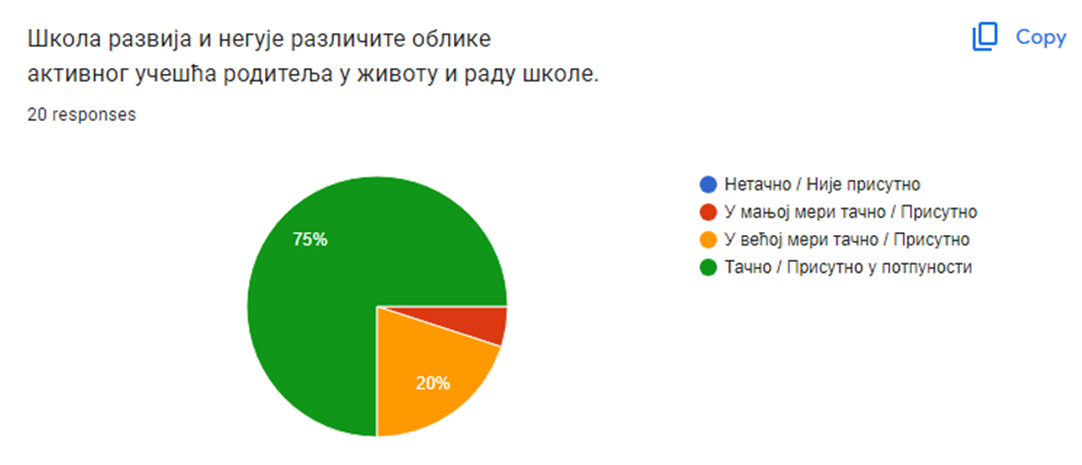 Школа развија и негује различите облике
активног учешћа родитеља у животу и раду школе.
Copy
20 responses
75%
20%
Нетачно / Није присутно
У мањој мери тачно / Присутно
У већој мери тачно / Присутно
Тачно / Присутно у потпуности